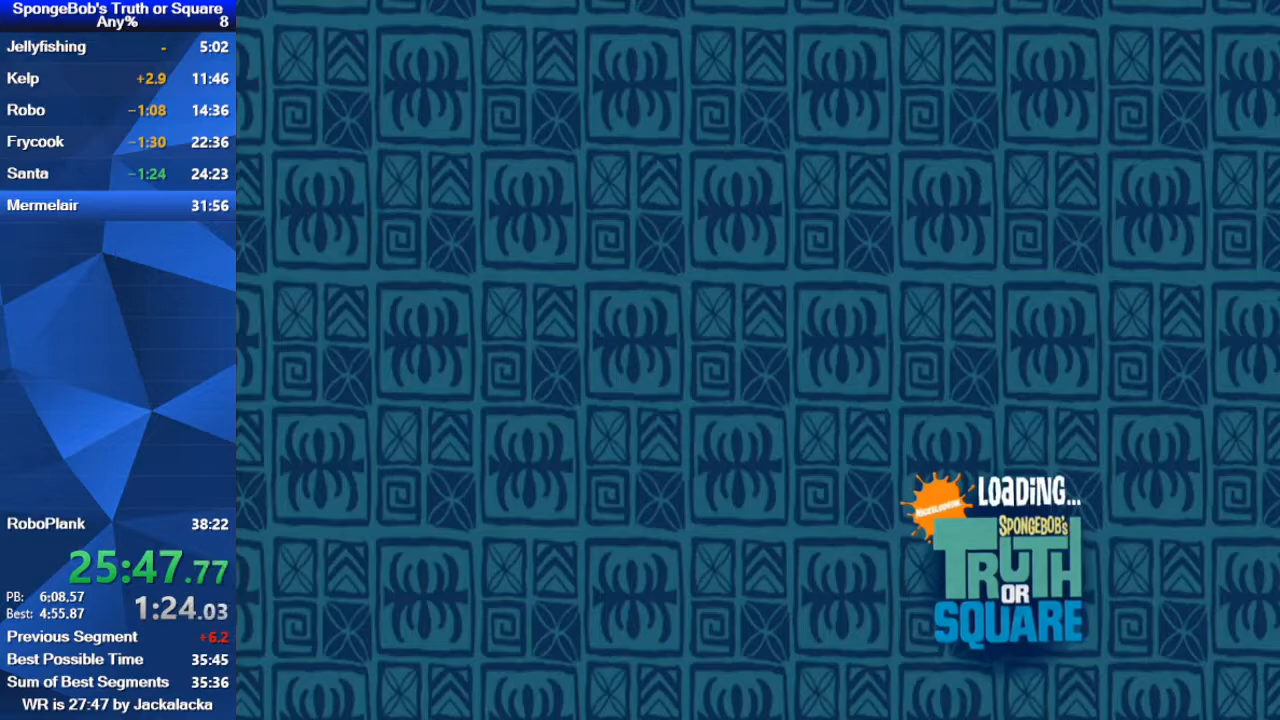 SpongeBob's Truth or Square
Any% 8
Jellyfishing - 5:02
Kelp +2.9 11:46
Robo −1:08 14:36
Frycook −1:30 22:36
Santa −1:24 24:23
Mermelair 31:56
RoboPlank 38:22
25:47.77
PB: 6:08.57
Best: 4:55.87
1:24.03
Previous Segment +6.2
Best Possible Time 35:45
Sum of Best Segments 35:36
WR is 27:47 by Jackalacka
LOADING...
NICKELODEON
SPONGEBOB'S
TRUTH
OR
SQUARE